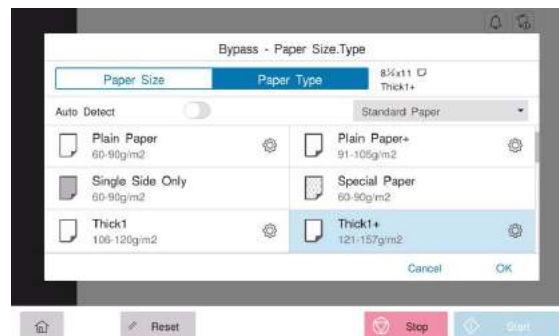 Bypass - Paper Size.Type
Paper Size
Paper Type
8½x11
Thick1+
Auto Detect
Standard Paper
Plain Paper
60-90g/m2
Plain Paper+
91-105g/m2
Single Side Only
60-90g/m2
Special Paper
60-90g/m2
Thick1
106-120g/m2
Thick1+
121-157g/m2
Cancel
OK
Reset
Stop
Start